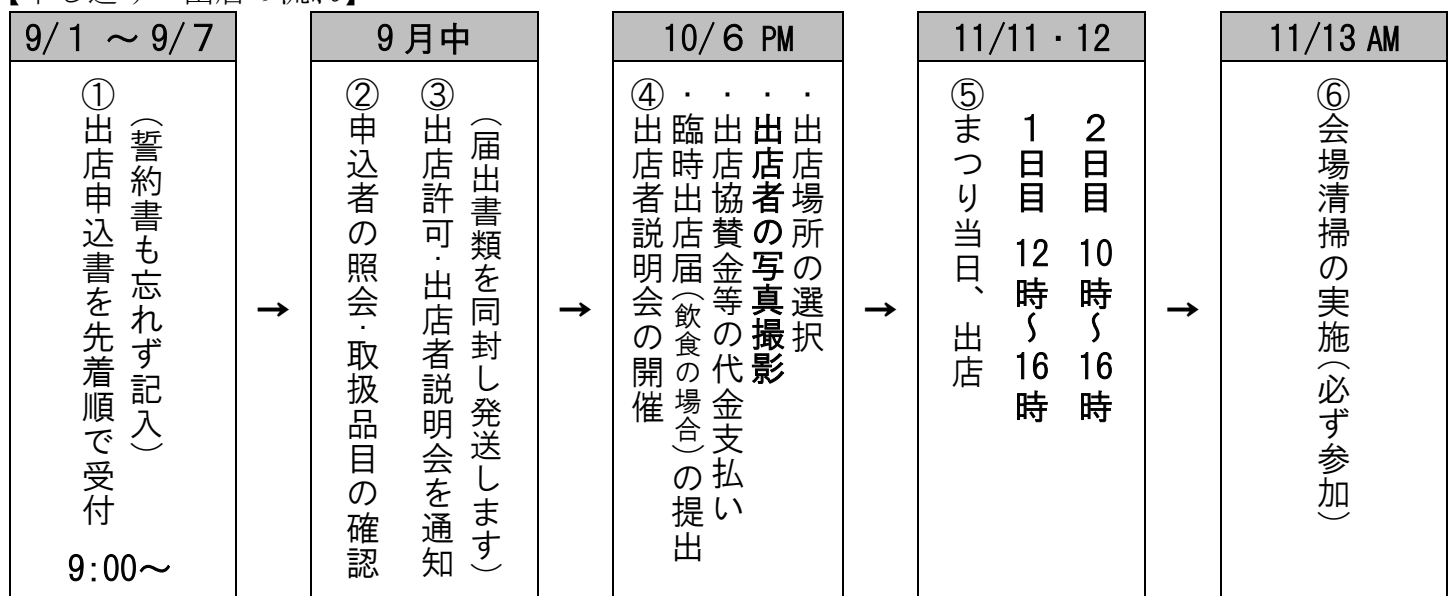 9/1 ～9/7
①出店申込書を先着順で受付
（誓約書も忘れず記入）
9:00～
→
9月中
②申込者の照会・取扱品目の確認
③出店許可・出店者説明会を通知
（届出書類を同封し発送します）
→
10/6 PM
④出店者説明会の開催
・臨時出店届（飲食の場合）の提出
・出店協賛金等の代金支払い
・出店者の写真撮影
・出店場所の選択
→
11/11・12
⑤まつり当日、出店
1日目 12時～16時
2日目 10時～16時
→
11/13 AM
⑥会場清掃の実施（必ず参加）